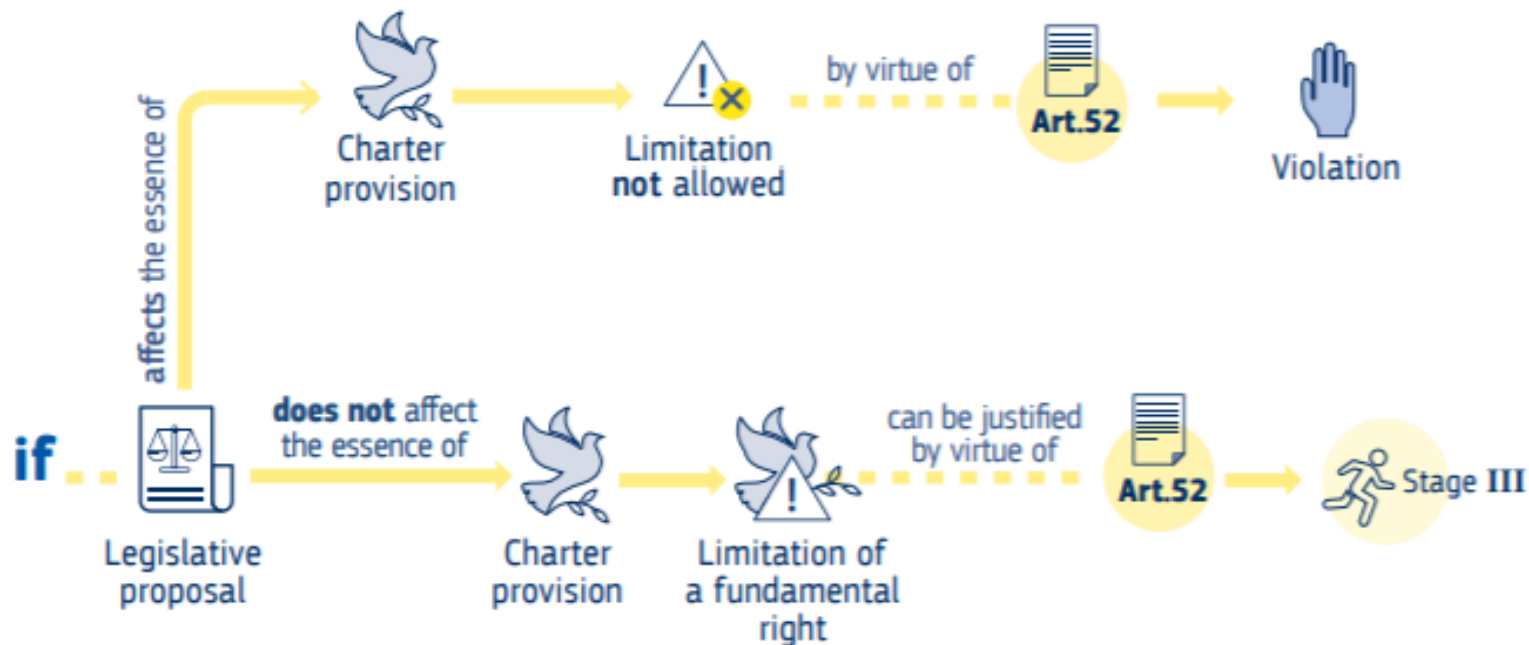 affects the essence of
Charter
provision
Limitation
not allowed
by virtue of
Art.52
Violation
if
Legislative
proposal
does not affect
the essence of
Charter
provision
Limitation of
a fundamental
right
can be justified
by virtue of
Art.52
Stage III